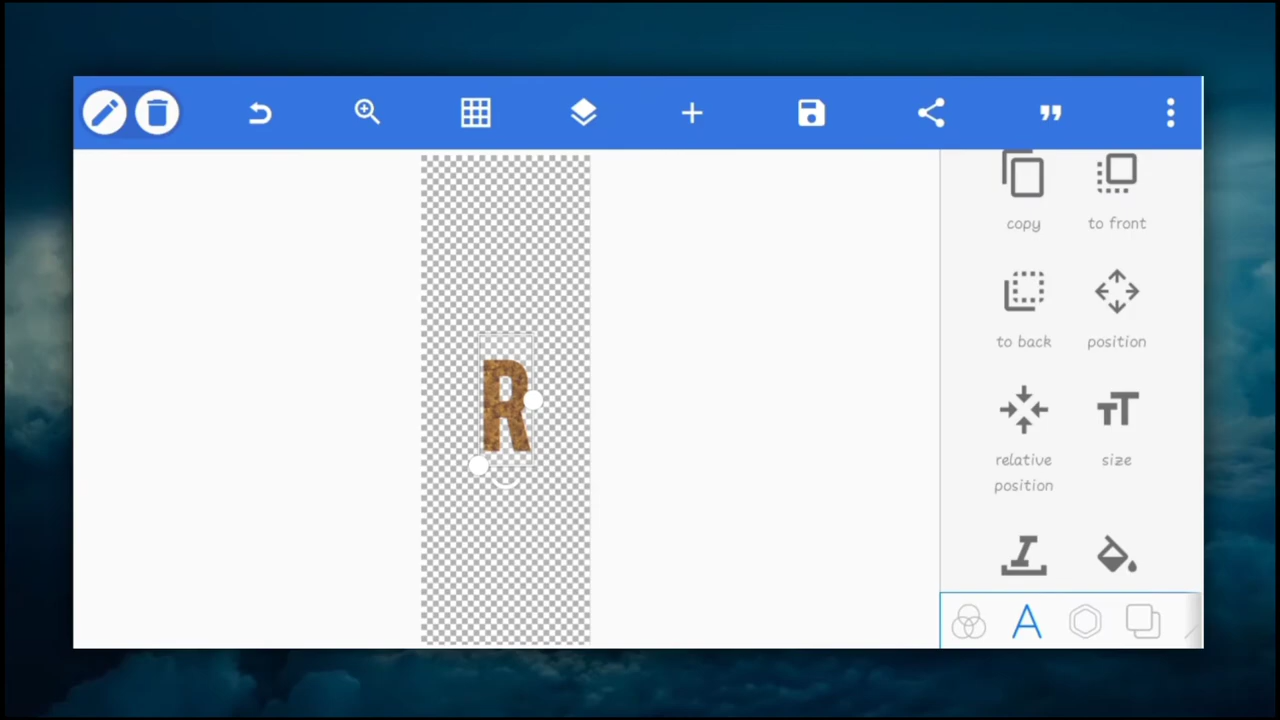 copy
to front
to back
position
R
relative
position
size